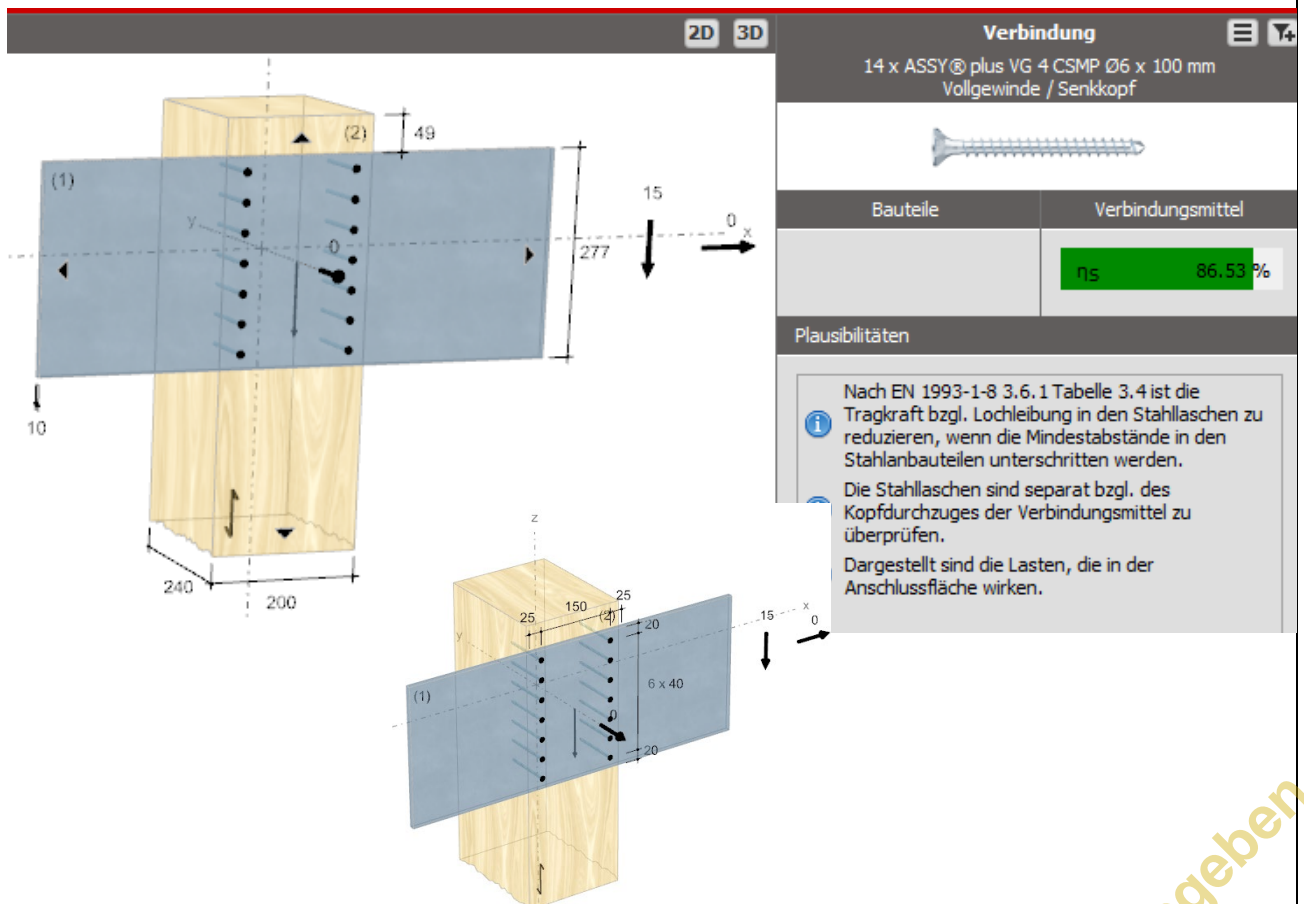 2D 3D
Verbindung
14 x ASSY® plus VG 4 CSMP Ø6 x 100 mm
Vollgewinde / Senkkopf
Bauteile
Verbindungsmittel
ηS 86.53 %
Plausibilitäten
Nach EN 1993-1-8 3.6.1 Tabelle 3.4 ist die
Tragkraft bzgl. Lochleibung in den Stahllaschen zu
reduzieren, wenn die Mindestabstände in den
Stahlanbauteilen unterschritten werden.
Die Stahllaschen sind separat bzgl. des
Kopfdurchzuges der Verbindungsmittel zu
überprüfen.
Dargestellt sind die Lasten, die in der
Anschlussfläche wirken.
(2)
49
(1)
15
0
x
y
0
277
10
240
200
z
25
150
25
(2)
20
15
x
0
y
(1)
6 x 40
0
20
geben